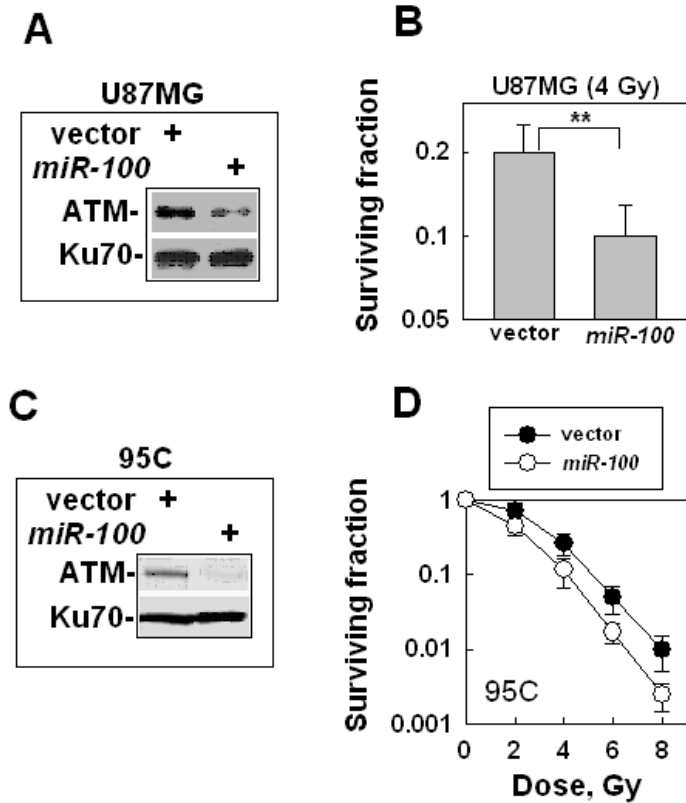 A
U87MG
vector +
miR-100 +
ATM-
Ku70-
B
U87MG (4 Gy)
**
Surviving fraction
0.2
0.1
0.05
vector miR-100
C
95C
vector +
miR-100 +
ATM-
Ku70-
D
vector
miR-100
Surviving fraction
1
0.1
0.01
0.001
95C
0 2 4 6 8
Dose, Gy